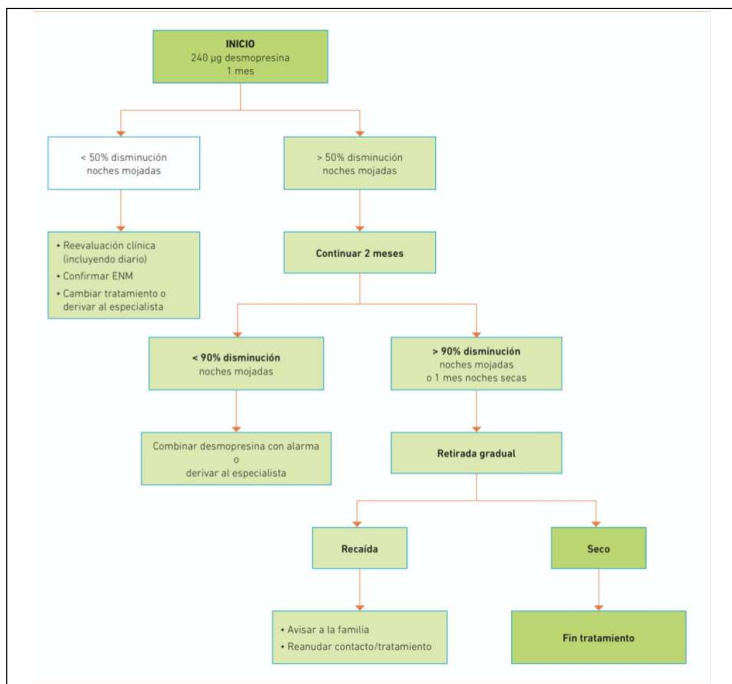 INICIO
240 µg desmopresina
1 mes
< 50% disminución
noches mojadas
> 50% disminución
noches mojadas
• Reevaluación clínica
(incluyendo diario)
• Confirmar ENM
• Cambiar tratamiento o
derivar al especialista
Continuar 2 meses
< 90% disminución
noches mojadas
> 90% disminución
noches mojadas
o 1 mes noches secas
Combinar desmopresina con alarma
o
derivar al especialista
Retirada gradual
Recaída
Seco
• Avisar a la familia
• Reanudar contacto/tratamiento
Fin tratamiento